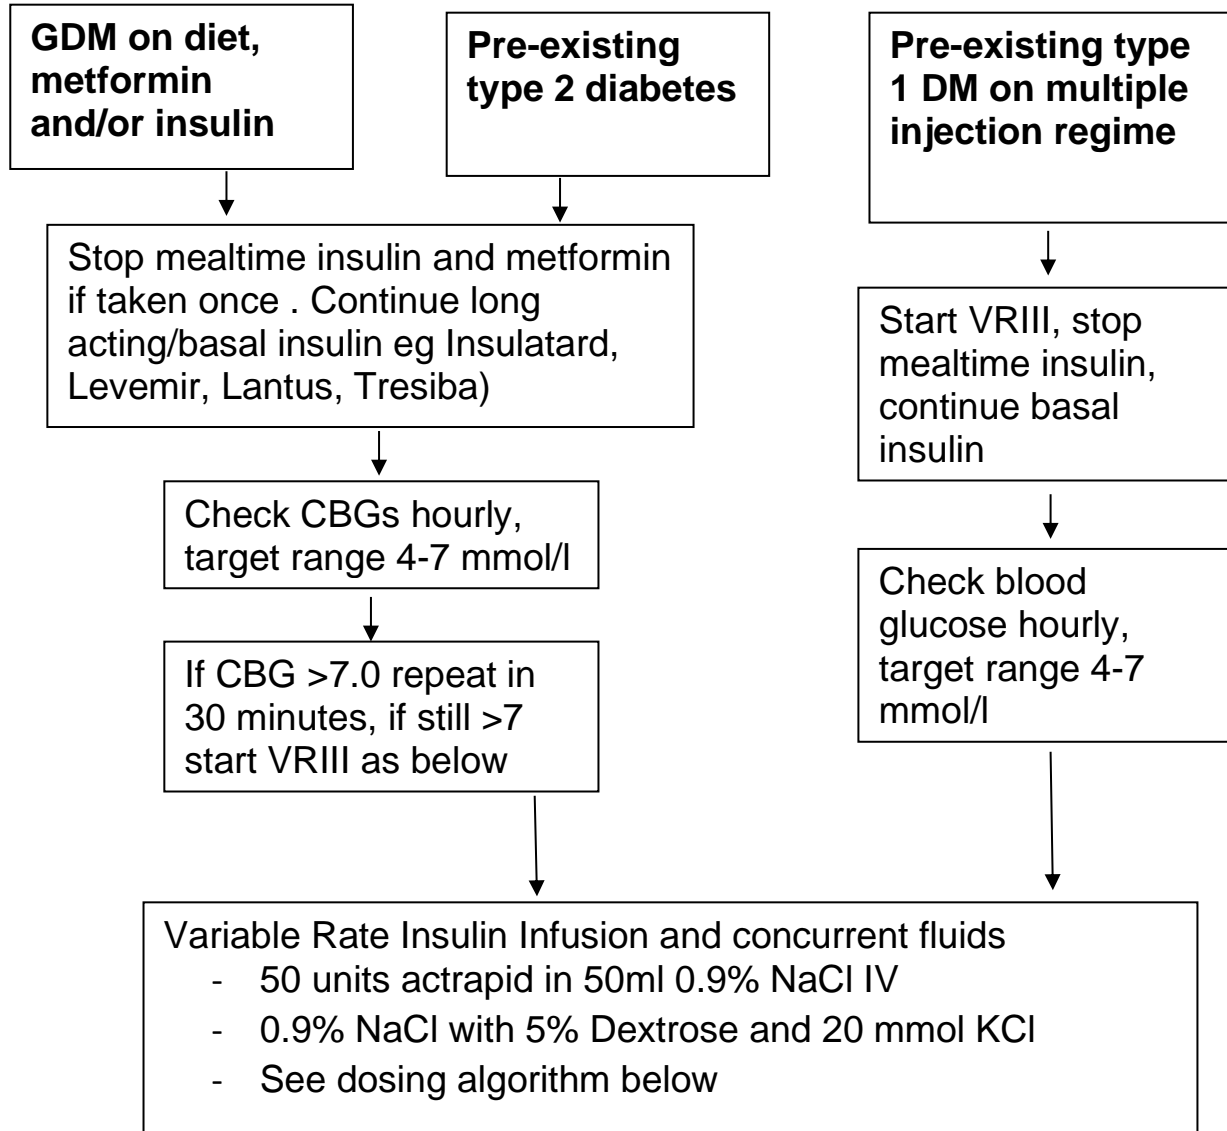 GDM on diet,
metformin
and/or insulin
Pre-existing
type 2 diabetes
Pre-existing type
1 DM on multiple
injection regime
Stop mealtime insulin and metformin
if taken once . Continue long
acting/basal insulin eg Insulatard,
Levemir, Lantus, Tresiba)
Start VRIII, stop
mealtime insulin,
continue basal
insulin
Check CBGs hourly,
target range 4-7 mmol/l
Check blood
glucose hourly,
target range 4-7
mmol/l
If CBG >7.0 repeat in
30 minutes, if still >7
start VRIII as below
Variable Rate Insulin Infusion and concurrent fluids
- 50 units actrapid in 50ml 0.9% NaCl IV
- 0.9% NaCl with 5% Dextrose and 20 mmol KCl
- See dosing algorithm below